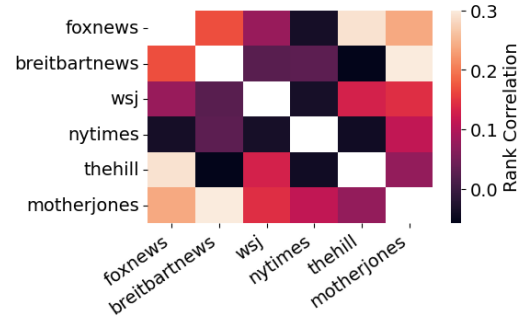 foxnews
breitbartnews
wsj
nytimes
thehill
motherjones
foxnews
breitbartnews
wsj
nytimes
thehill
motherjones
0.3
0.2
0.1
0.0
Rank Correlation